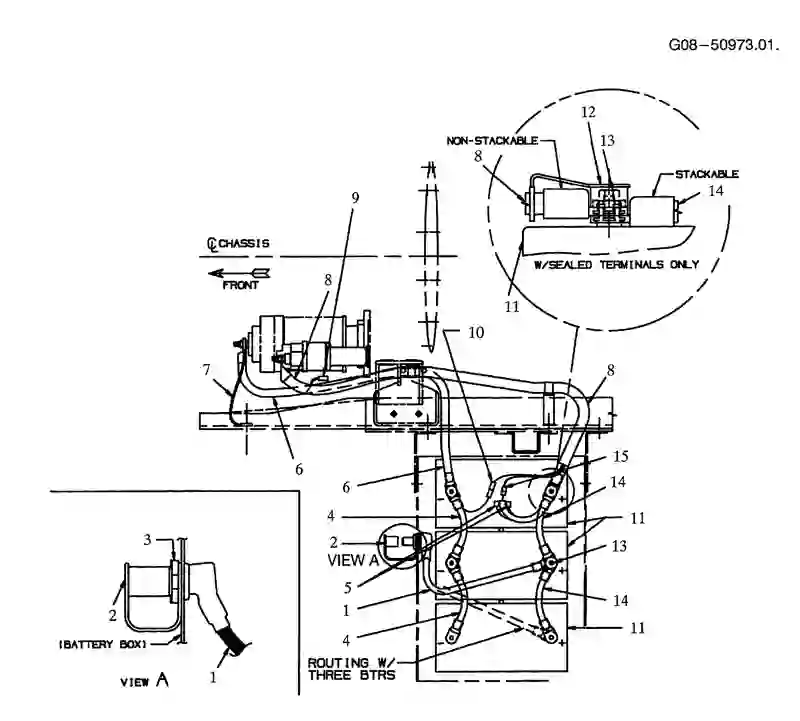 G08-50973.01.
12
NON-STACKABLE
13
8
STACKABLE
14
9
℄ CHASSIS
FRONT
W/SEALED TERMINALS ONLY
8
11
10
7
8
6
6
15
14
4
11
3
2
VIEW A
13
5
2
1
14
4
11
(BATTERY BOX)
ROUTING W/
THREE BTRS
VIEW A
1